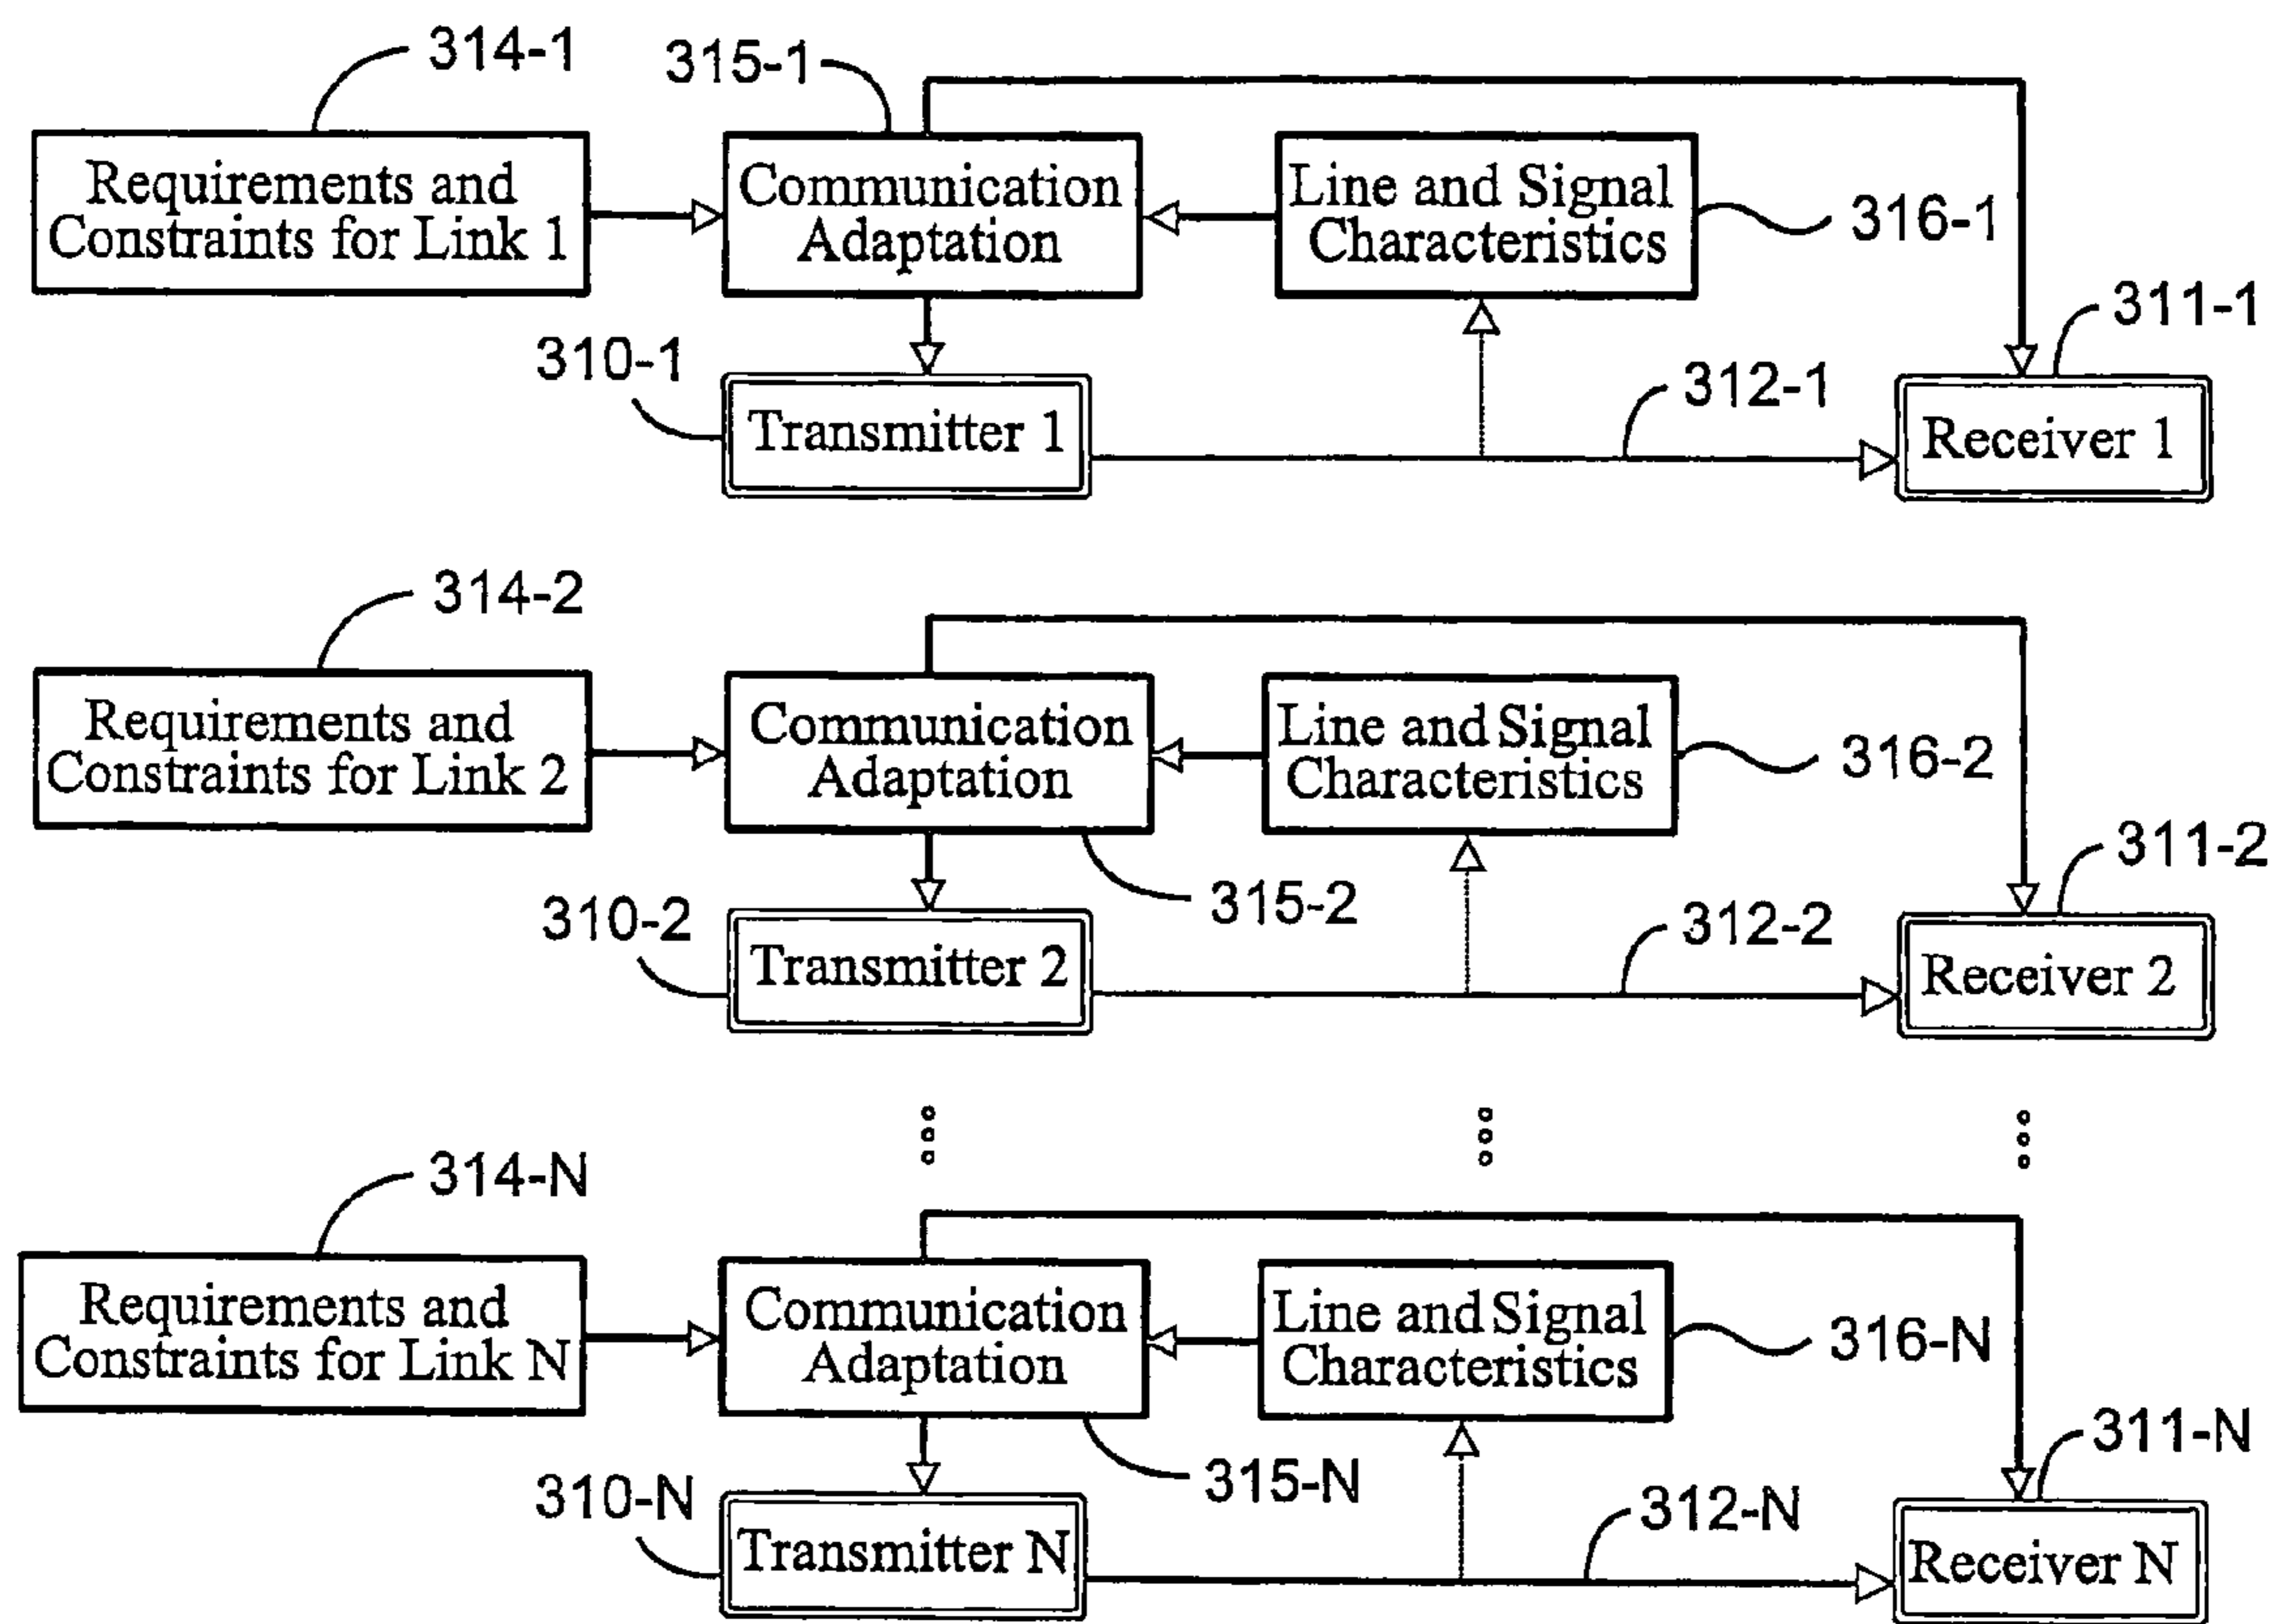 314-1
315-1
Requirements and
Constraints for Link 1
Communication
Adaptation
Line and Signal
Characteristics
316-1
311-1
310-1
312-1
Transmitter 1
Receiver 1
314-2
Requirements and
Constraints for Link 2
Communication
Adaptation
Line and Signal
Characteristics
316-2
311-2
310-2
315-2
312-2
Transmitter 2
Receiver 2
314-N
Requirements and
Constraints for Link N
Communication
Adaptation
Line and Signal
Characteristics
316-N
311-N
310-N
315-N
312-N
Transmitter N
Receiver N